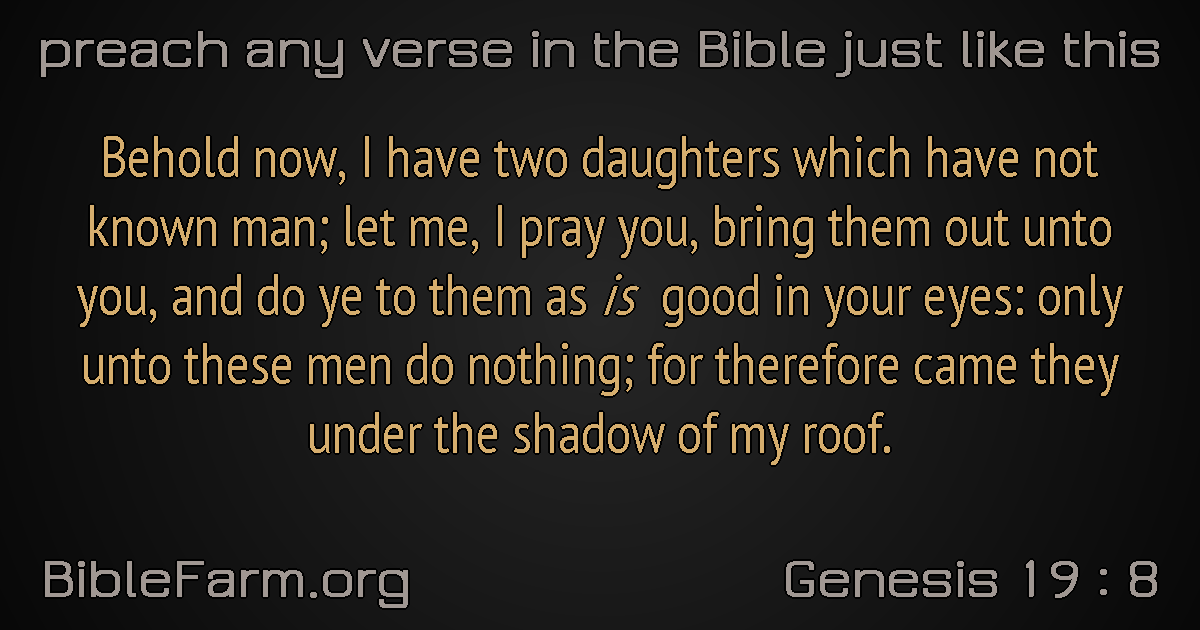 preach any verse in the Bible just like this
Behold now, I have two daughters which have not
known man; let me, I pray you, bring them out unto
you, and do ye to them as is good in your eyes: only
unto these men do nothing; for therefore came they
under the shadow of my roof.
BibleFarm.org
Genesis 19 : 8